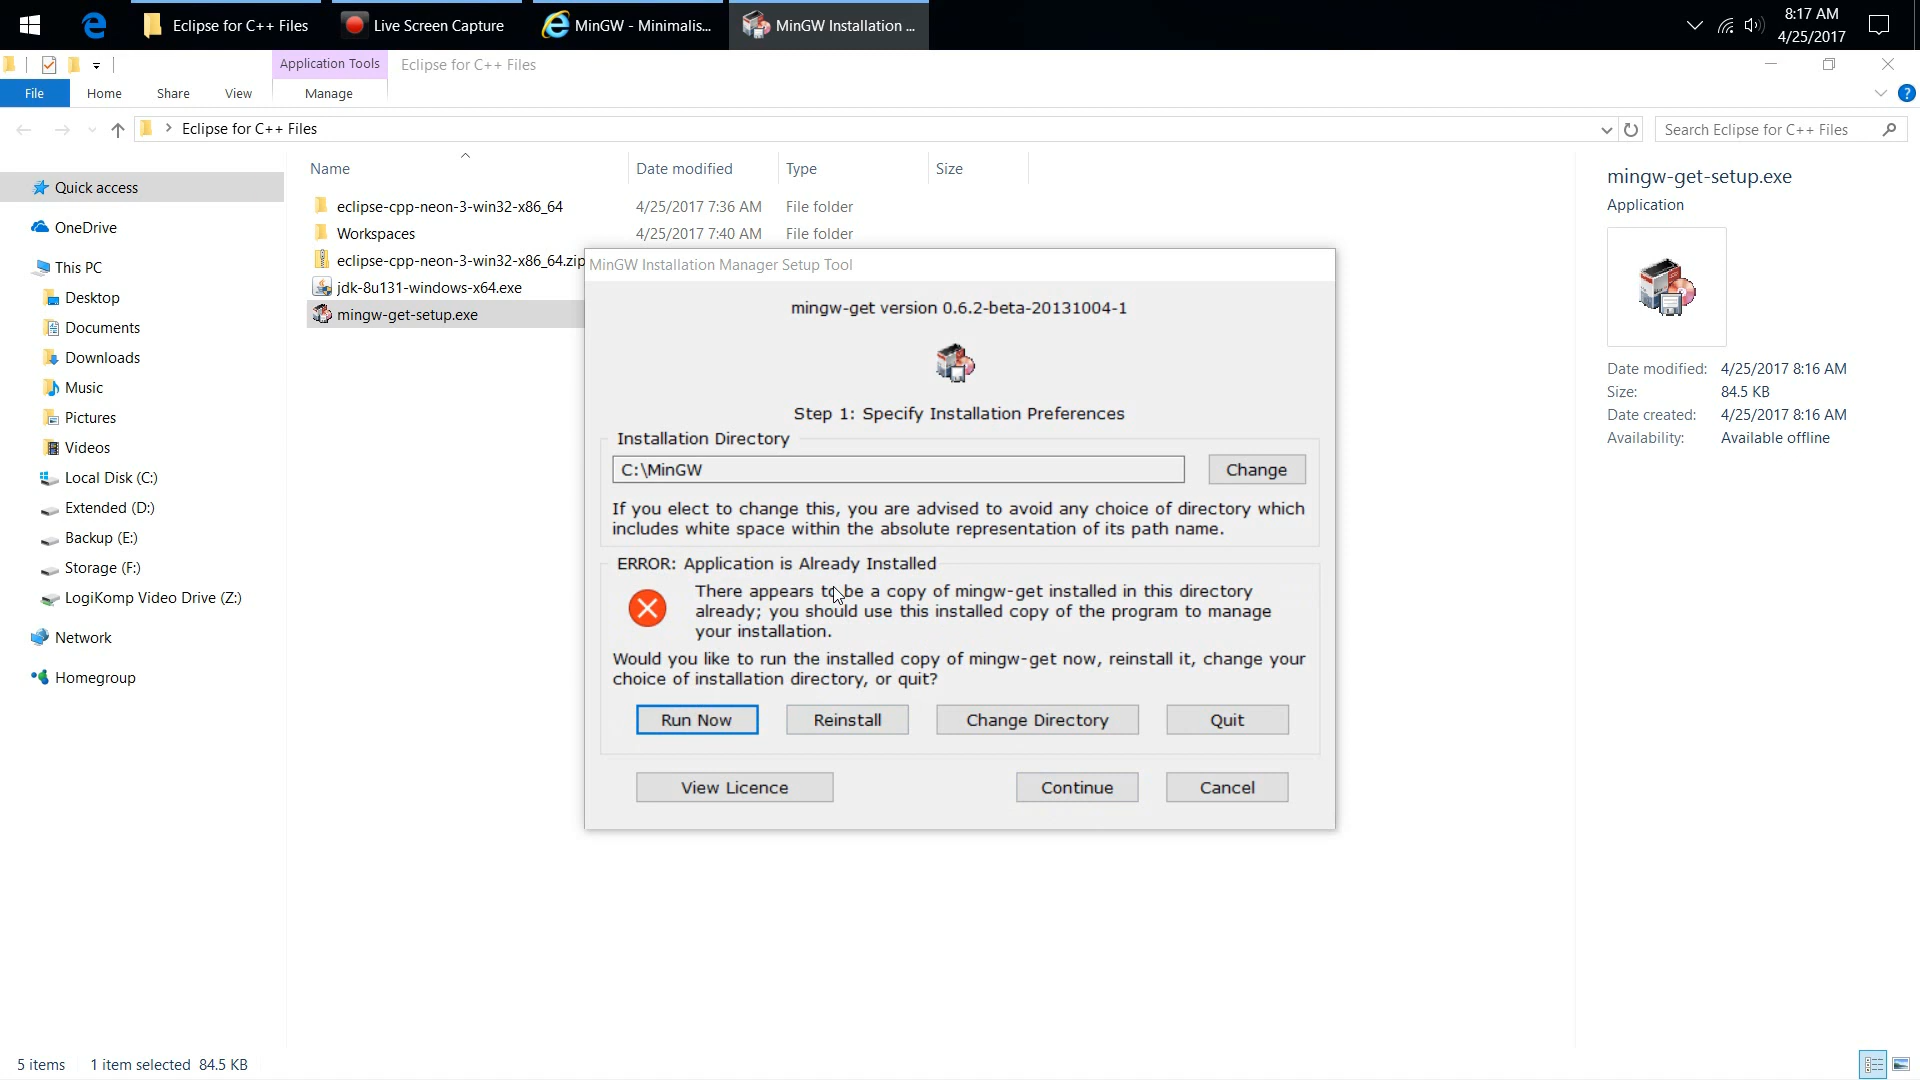 Eclipse for C++ Files
Live Screen Capture
MinGW - Minimalis...
MinGW Installation ...
8:17 AM
4/25/2017
Application Tools
Eclipse for C++ Files
File
Home
Share
View
Manage
?
Eclipse for C++ Files
Search Eclipse for C++ Files
Quick access
OneDrive
This PC
Desktop
Documents
Downloads
Music
Pictures
Videos
Local Disk (C:)
Extended (D:)
Backup (E:)
Storage (F:)
LogiKomp Video Drive (Z:)
Network
Homegroup
Name
Date modified
Type
Size
eclipse-cpp-neon-3-win32-x86_64
4/25/2017 7:36 AM
File folder
Workspaces
4/25/2017 7:40 AM
File folder
eclipse-cpp-neon-3-win32-x86_64.zip
jdk-8u131-windows-x64.exe
mingw-get-setup.exe
MinGW Installation Manager Setup Tool
mingw-get version 0.6.2-beta-20131004-1
Step 1: Specify Installation Preferences
Installation Directory
C:\MinGW
Change
If you elect to change this, you are advised to avoid any choice of directory which
includes white space within the absolute representation of its path name.
ERROR: Application is Already Installed
There appears to be a copy of mingw-get installed in this directory
already; you should use this installed copy of the program to manage
your installation.
Would you like to run the installed copy of mingw-get now, reinstall it, change your
choice of installation directory, or quit?
Run Now
Reinstall
Change Directory
Quit
View Licence
Continue
Cancel
mingw-get-setup.exe
Application
Date modified: 4/25/2017 8:16 AM
Size: 84.5 KB
Date created: 4/25/2017 8:16 AM
Availability: Available offline
5 items
1 item selected 84.5 KB